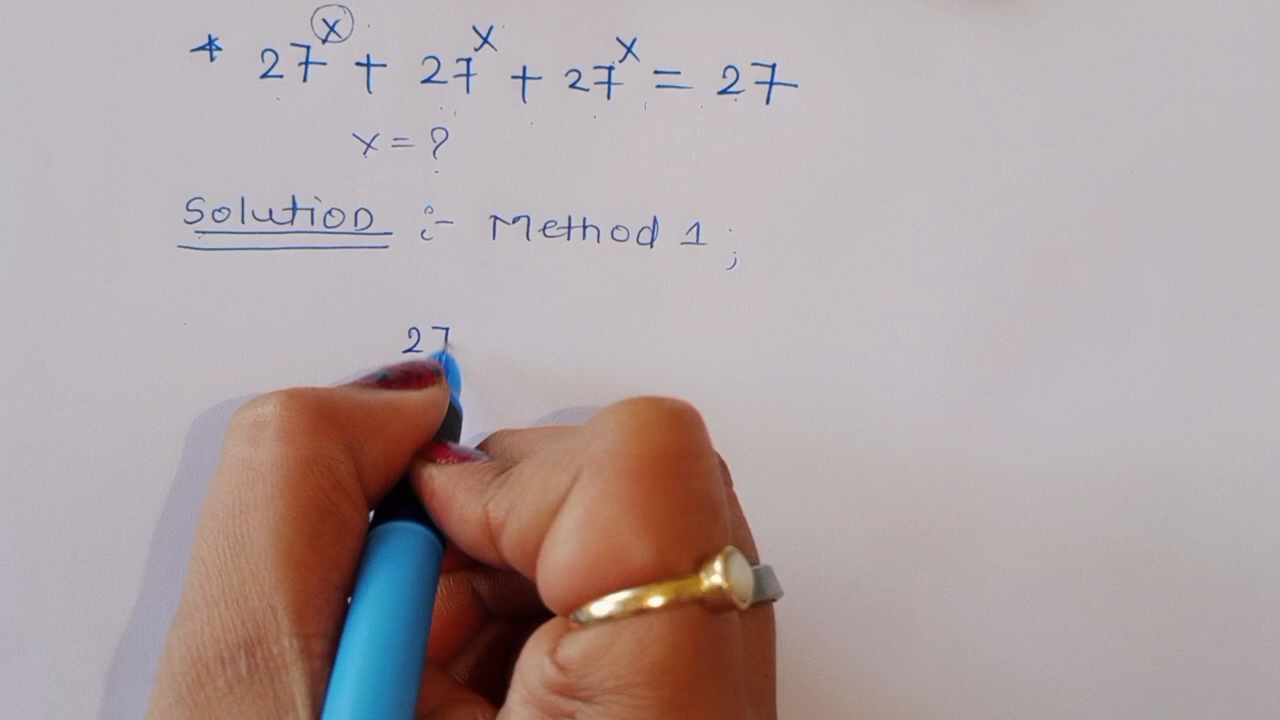 * 27^x + 27^x + 27^x = 27
x = ?
Solution :- Method 1 ;
27